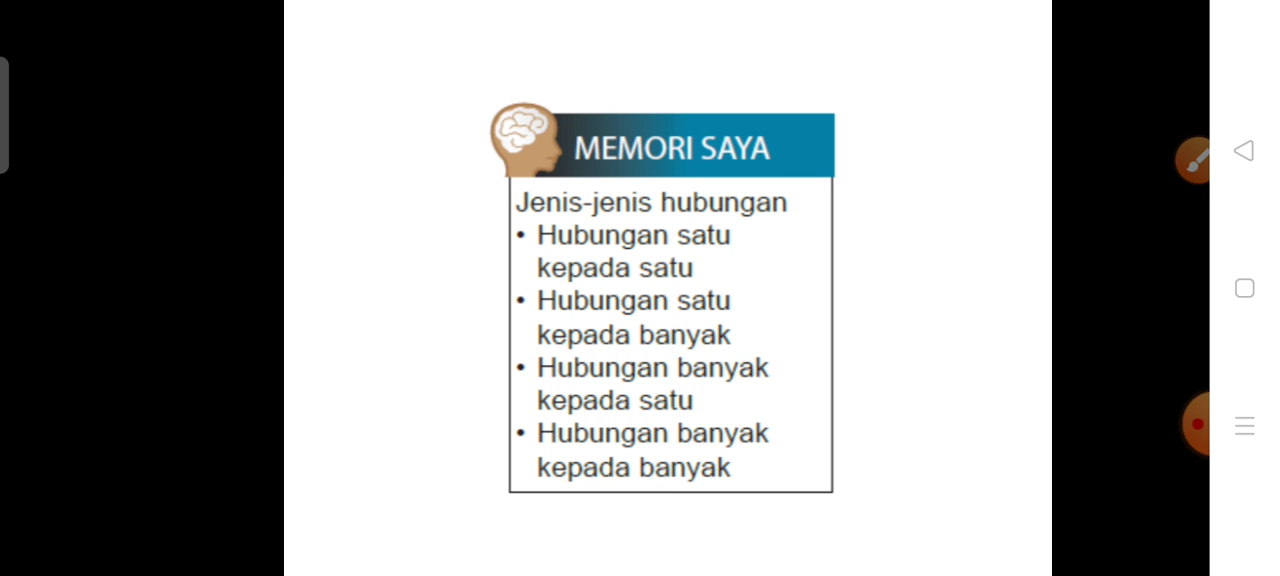 MEMORI SAYA
Jenis-jenis hubungan
• Hubungan satu
kepada satu
• Hubungan satu
kepada banyak
• Hubungan banyak
kepada satu
• Hubungan banyak
kepada banyak